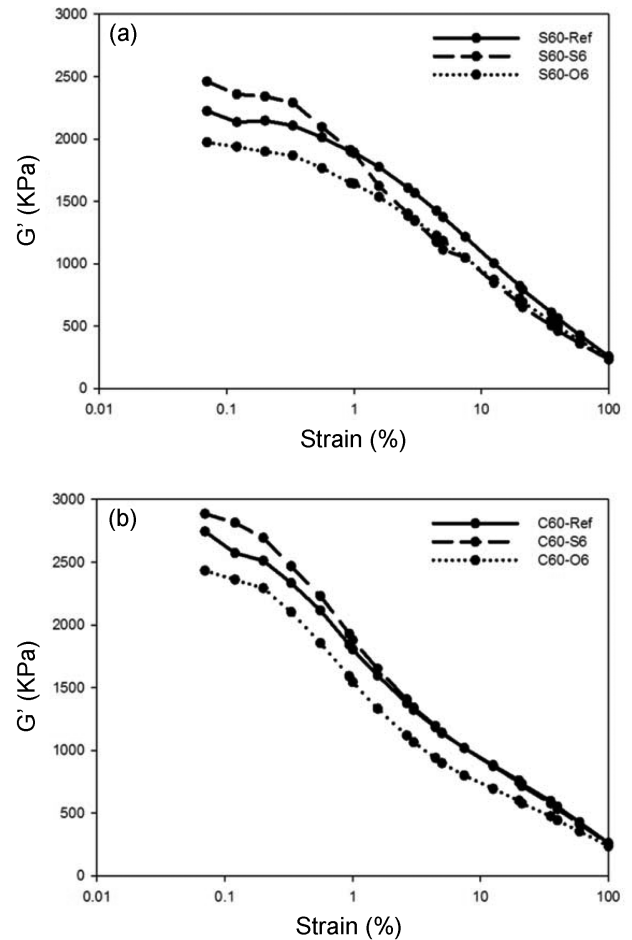 (a)
S60-Ref
S60-S6
S60-O6
3000
2500
2000
1500
1000
500
0
G’ (KPa)
0.01 0.1 1 10 100
Strain (%)
(b)
C60-Ref
C60-S6
C60-O6
3000
2500
2000
1500
1000
500
0
G’ (KPa)
0.01 0.1 1 10 100
Strain (%)